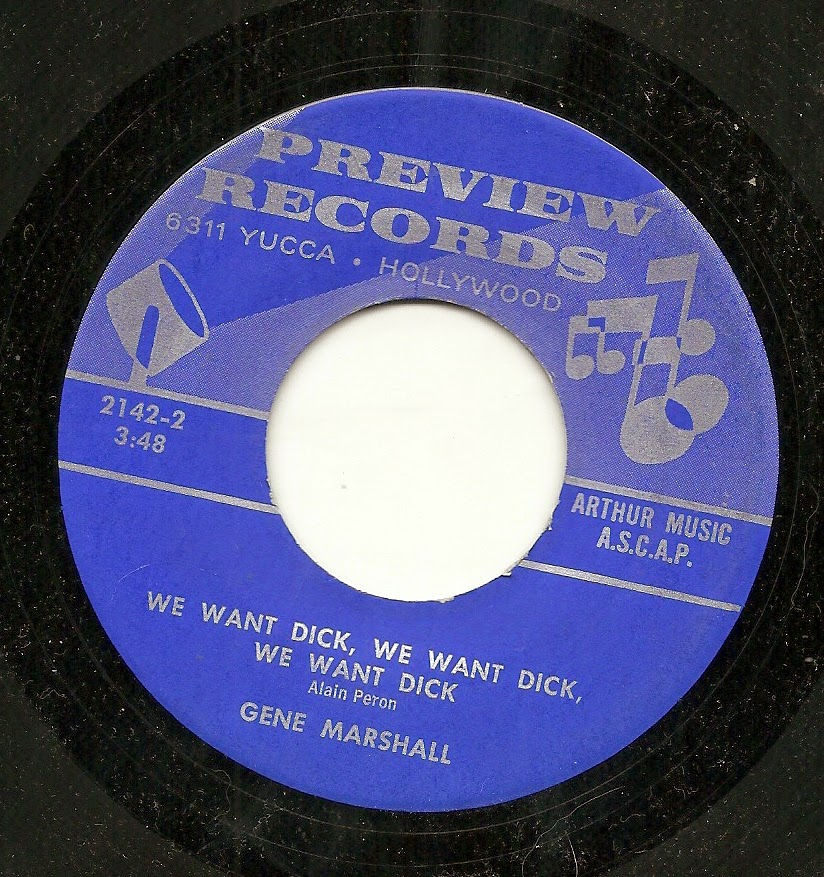 PREVIEW
RECORDS
6311 YUCCA • HOLLYWOOD
2142-2
3:48
ARTHUR MUSIC
A.S.C.A.P.
WE WANT DICK, WE WANT DICK,
WE WANT DICK
Alain Peron
GENE MARSHALL